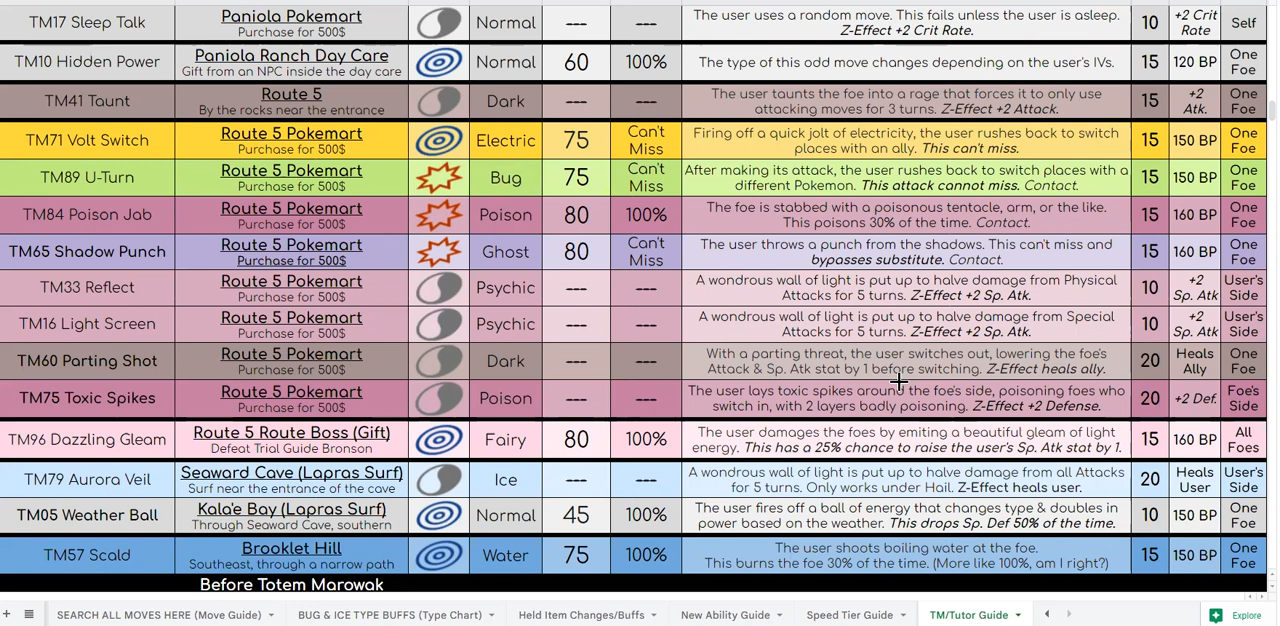 TM17 Sleep Talk Paniola Pokemart Purchase for 500$ Normal --- --- The user uses a random move. This fails unless the user is asleep. Z-Effect +2 Crit Rate. 10 +2 Crit Rate Self
TM10 Hidden Power Paniola Ranch Day Care Gift from an NPC inside the day care Normal 60 100% The type of this odd move changes depending on the user's IVs. 15 120 BP One Foe
TM41 Taunt Route 5 By the rocks near the entrance Dark --- --- The user taunts the foe into a rage that forces it to only use attacking moves for 3 turns. Z-Effect +2 Attack. 15 +2 Atk. One Foe
TM71 Volt Switch Route 5 Pokemart Purchase for 500$ Electric 75 Can't Miss Firing off a quick jolt of electricity, the user rushes back to switch places with an ally. This can't miss. 15 150 BP One Foe
TM89 U-Turn Route 5 Pokemart Purchase for 500$ Bug 75 Can't Miss After making its attack, the user rushes back to switch places with a different Pokemon. This attack cannot miss. Contact. 15 150 BP One Foe
TM84 Poison Jab Route 5 Pokemart Purchase for 500$ Poison 80 100% The foe is stabbed with a poisonous tentacle, arm, or the like. This poisons 30% of the time. Contact. 15 160 BP One Foe
TM65 Shadow Punch Route 5 Pokemart Purchase for 500$ Ghost 80 Can't Miss The user throws a punch from the shadows. This can't miss and bypasses substitute. Contact. 15 160 BP One Foe
TM33 Reflect Route 5 Pokemart Purchase for 500$ Psychic --- --- A wondrous wall of light is put up to halve damage from Physical Attacks for 5 turns. Z-Effect +2 Sp. Atk. 10 +2 Sp. Atk User's Side
TM16 Light Screen Route 5 Pokemart Purchase for 500$ Psychic --- --- A wondrous wall of light is put up to halve damage from Special Attacks for 5 turns. Z-Effect +2 Sp. Atk. 10 +2 Sp. Atk User's Side
TM60 Parting Shot Route 5 Pokemart Purchase for 500$ Dark --- --- With a parting threat, the user switches out, lowering the foe's Attack & Sp. Atk stat by 1 before switching. Z-Effect heals ally. 20 Heals Ally One Foe
TM75 Toxic Spikes Route 5 Pokemart Purchase for 500$ Poison --- --- The user lays toxic spikes around the foe's side, poisoning foes who switch in, with 2 layers badly poisoning. Z-Effect +2 Defense. 20 +2 Def. Foe's Side
TM96 Dazzling Gleam Route 5 Route Boss (Gift) Defeat Trial Guide Bronson Fairy 80 100% The user damages the foes by emiting a beautiful gleam of light energy. This has a 25% chance to raise the user's Sp. Atk stat by 1. 15 160 BP All Foes
TM79 Aurora Veil Seaward Cave (Lapras Surf) Surf near the entrance of the cave Ice --- --- A wondrous wall of light is put up to halve damage from all Attacks for 5 turns. Only works under Hail. Z-Effect heals user. 20 Heals User User's Side
TM05 Weather Ball Kala'e Bay (Lapras Surf) Through Seaward Cave, southern Normal 45 100% The user fires off a ball of energy that changes type & doubles in power based on the weather. This drops Sp. Def 50% of the time. 10 150 BP One Foe
TM57 Scald Brooklet Hill Southeast, through a narrow path Water 75 100% The user shoots boiling water at the foe. This burns the foe 30% of the time. (More like 100%, am I right?) 15 150 BP One Foe
Before Totem Marowak
SEARCH ALL MOVES HERE (Move Guide) BUG & ICE TYPE BUFFS (Type Chart) Held Item Changes/Buffs New Ability Guide Speed Tier Guide TM/Tutor Guide Explore